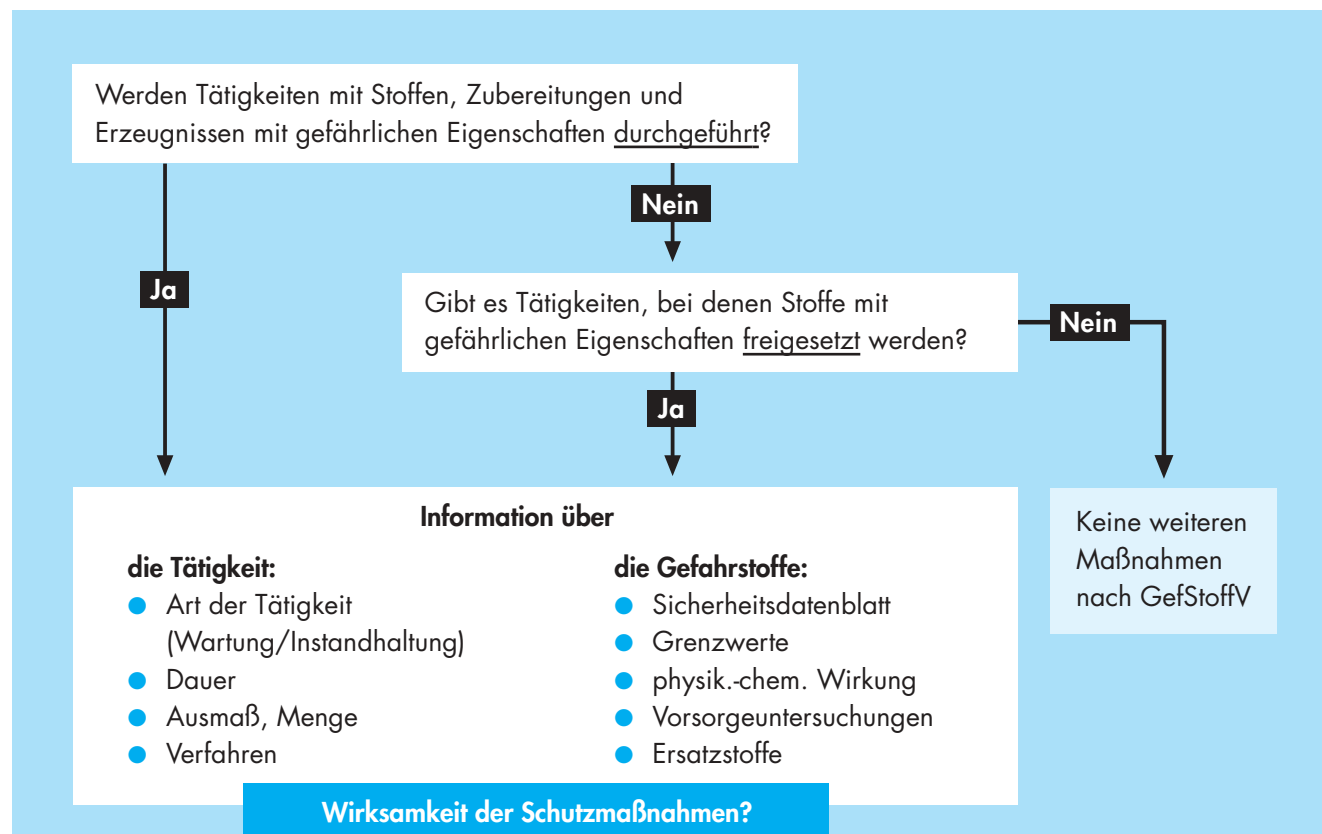 Werden Tätigkeiten mit Stoffen, Zubereitungen und
Erzeugnissen mit gefährlichen Eigenschaften durchgeführt?
Nein
Ja
Gibt es Tätigkeiten, bei denen Stoffe mit
gefährlichen Eigenschaften freigesetzt werden?
Nein
Ja
Information über
die Tätigkeit:
Art der Tätigkeit
(Wartung/Instandhaltung)
Dauer
Ausmaß, Menge
Verfahren
die Gefahrstoffe:
Sicherheitsdatenblatt
Grenzwerte
physik.-chem. Wirkung
Vorsorgeuntersuchungen
Ersatzstoffe
Keine weiteren
Maßnahmen
nach GefStoffV
Wirksamkeit der Schutzmaßnahmen?